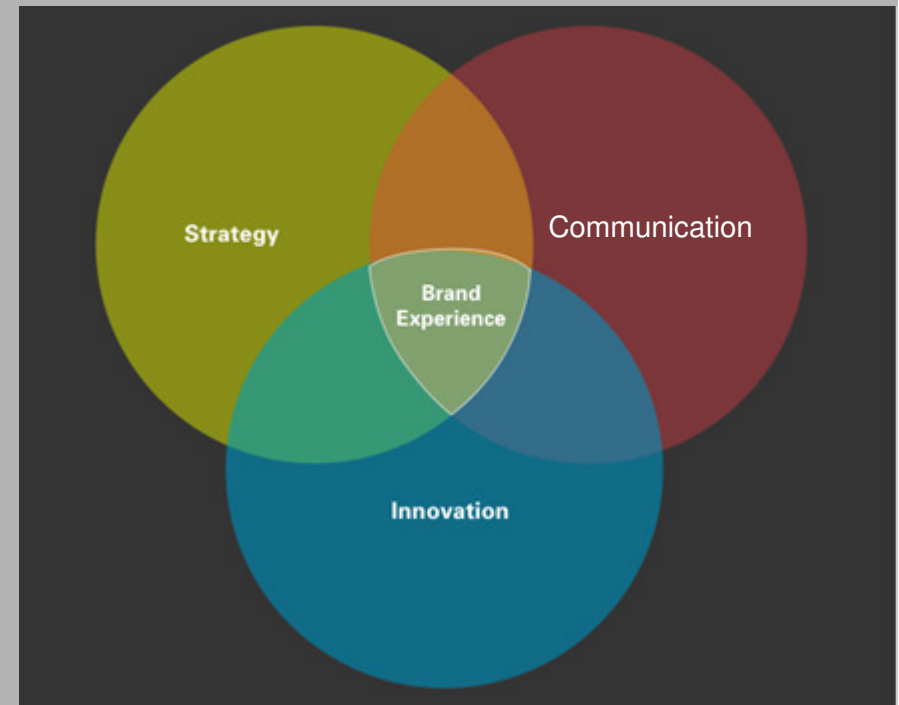 Strategy
Communication
Brand
Experience
Innovation